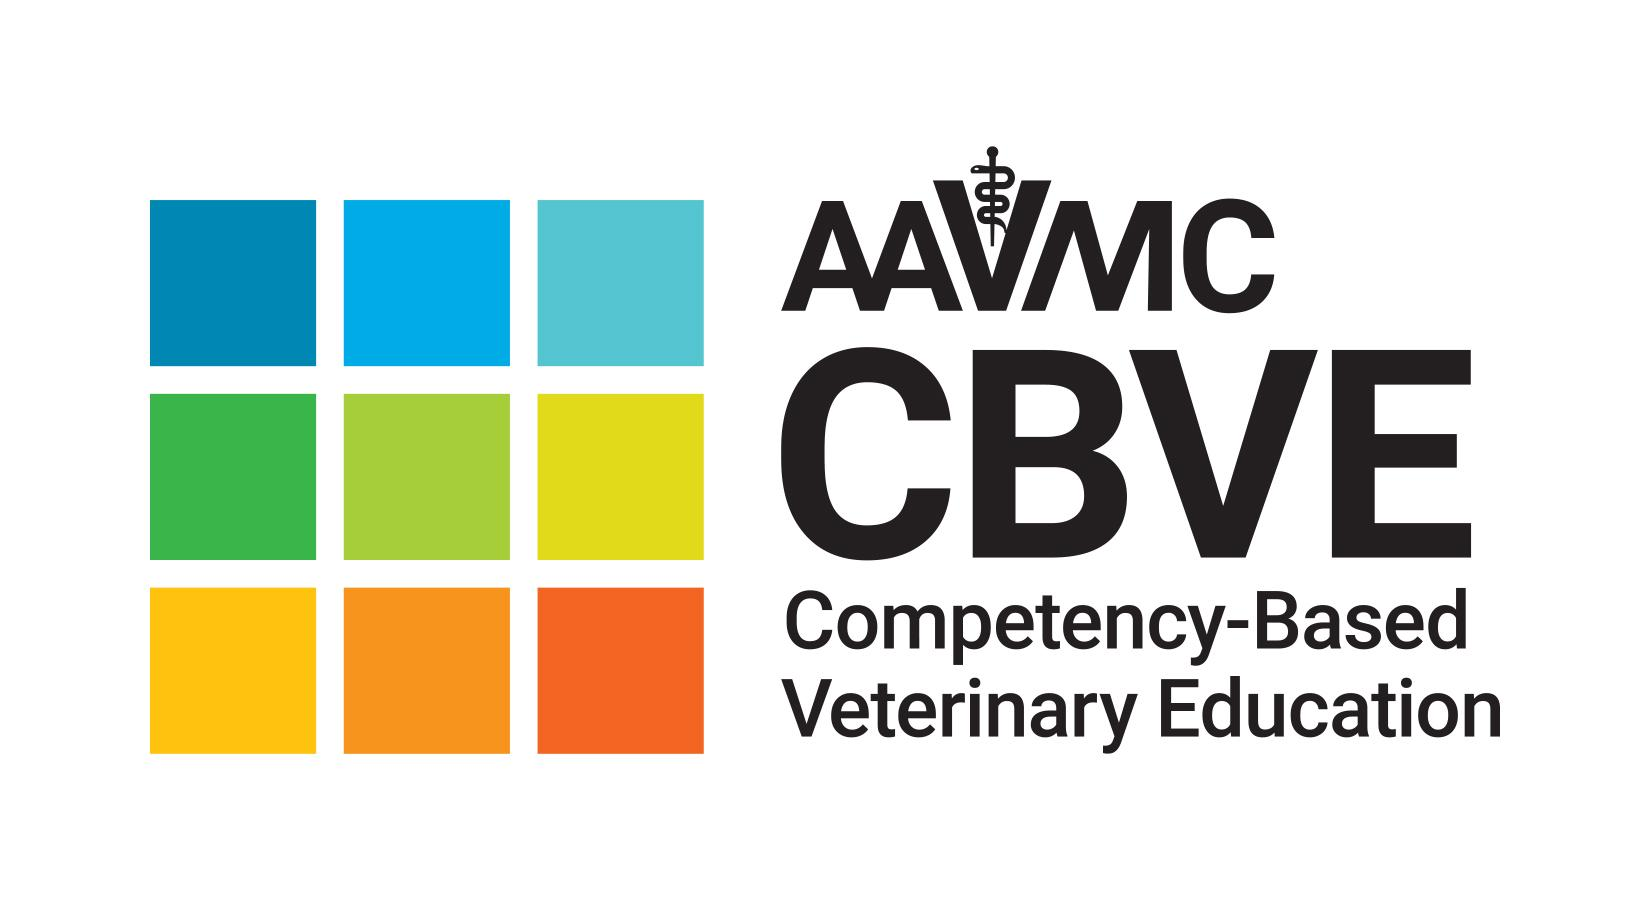 AAVMC
CBVE
Competency-Based
Veterinary Education